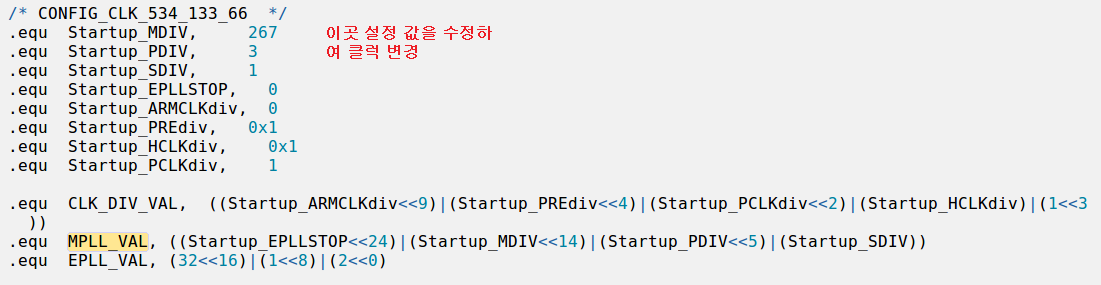 /* CONFIG_CLK_534_133_66  */
.equ  Startup_MDIV,     267     이곳 설정 값을 수정하
.equ  Startup_PDIV,     3       여 클럭 변경
.equ  Startup_SDIV,     1
.equ  Startup_EPLLSTOP,   0
.equ  Startup_ARMCLKdiv,  0
.equ  Startup_PREdiv,   0x1
.equ  Startup_HCLKdiv,    0x1
.equ  Startup_PCLKdiv,    1
.equ  CLK_DIV_VAL,  ((Startup_ARMCLKdiv<<9)|(Startup_PREdiv<<4)|(Startup_PCLKdiv<<2)|(Startup_HCLKdiv)|(1<<3
))
.equ  MPLL_VAL, ((Startup_EPLLSTOP<<24)|(Startup_MDIV<<14)|(Startup_PDIV<<5)|(Startup_SDIV))
.equ  EPLL_VAL, (32<<16)|(1<<8)|(2<<0)